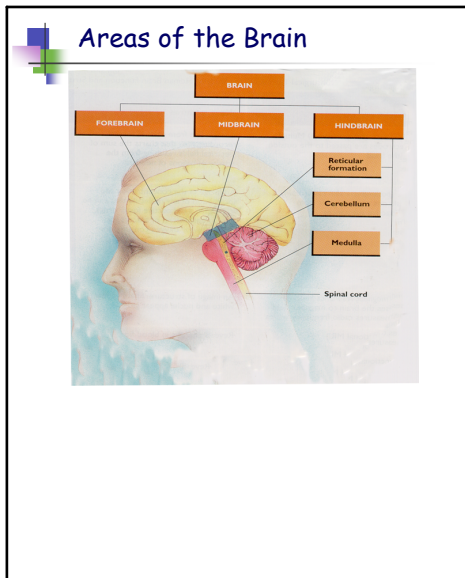 Areas of the Brain
BRAIN
FOREBRAIN
MIDBRAIN
HINDBRAIN
Reticular
formation
Cerebellum
Medulla
Spinal cord